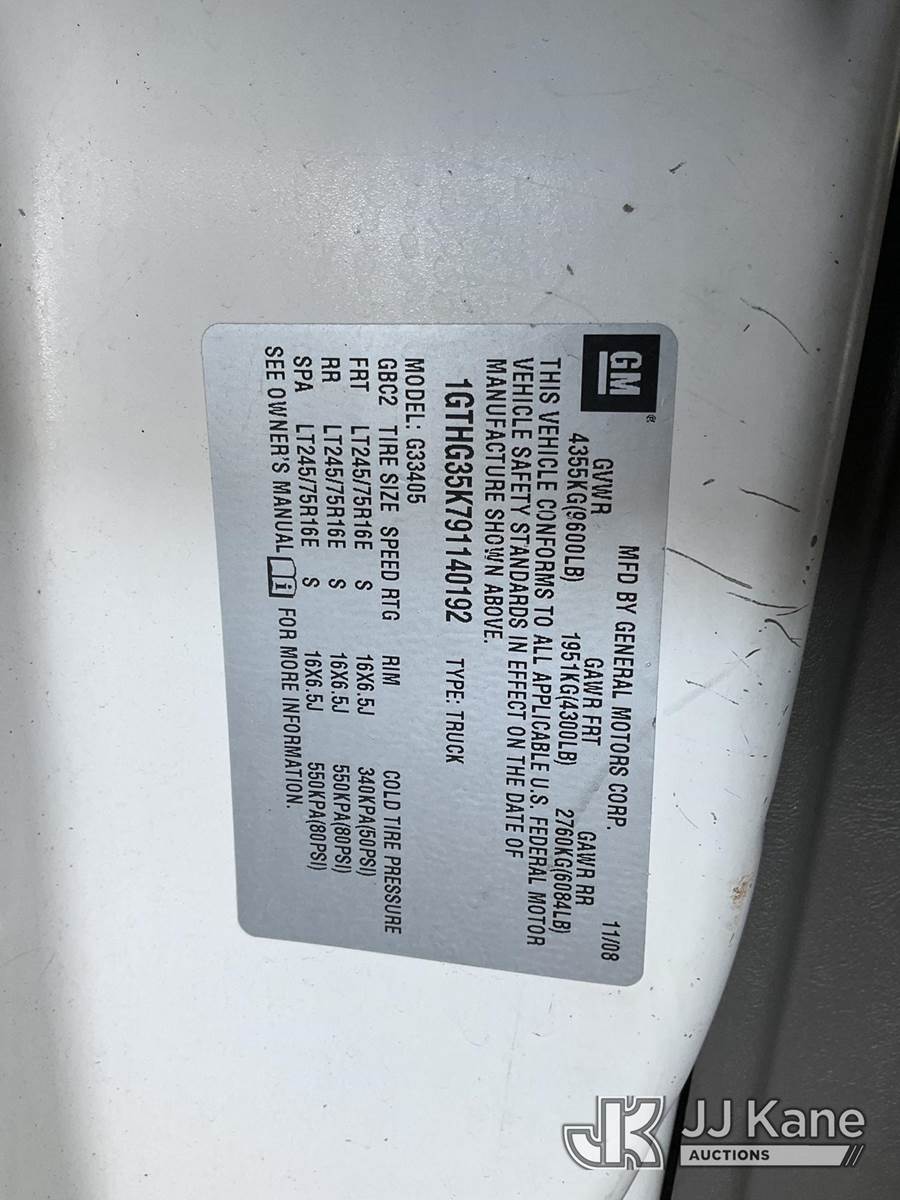 GM®
MFD BY GENERAL MOTORS CORP. 11/08
GVWR GAWR FRT GAWR RR
4355KG(9600LB) 1951KG(4300LB) 2760KG(6084LB)
THIS VEHICLE CONFORMS TO ALL APPLICABLE U.S. FEDERAL MOTOR
VEHICLE SAFETY STANDARDS IN EFFECT ON THE DATE OF
MANUFACTURE SHOWN ABOVE.
1GTHG35K791140192 TYPE: TRUCK
MODEL: G33405
GBC2 TIRE SIZE SPEED RTG RIM COLD TIRE PRESSURE
FRT LT245/75R16E S 16X6.5J 340KPA(50PSI)
RR LT245/75R16E S 16X6.5J 550KPA(80PSI)
SPA LT245/75R16E S 16X6.5J 550KPA(80PSI)
SEE OWNER'S MANUAL i FOR MORE INFORMATION.
JK JJ Kane
AUCTIONS